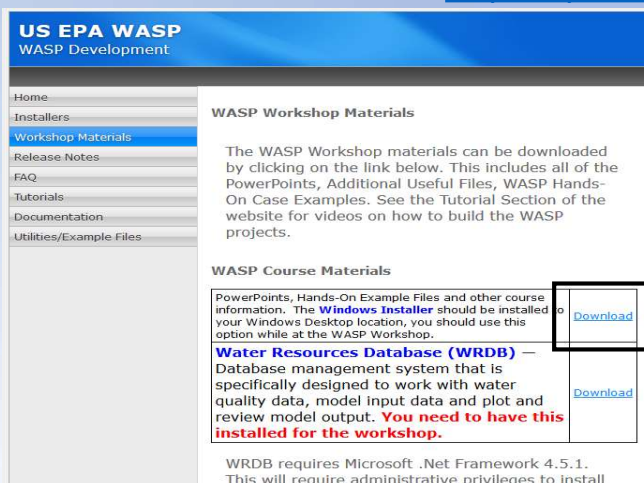 US EPA WASP
WASP Development
Home
Installers
Workshop Materials
Release Notes
FAQ
Tutorials
Documentation
Utilities/Example Files
WASP Workshop Materials
The WASP Workshop materials can be downloaded
by clicking on the link below. This includes all of the
PowerPoints, Additional Useful Files, WASP Hands-
On Case Examples. See the Tutorial Section of the
website for videos on how to build the WASP
projects.
WASP Course Materials
PowerPoints, Hands-On Example Files and other course
information. The Windows Installer should be installed to
your Windows Desktop location, you should use this
option while at the WASP Workshop.
Download
Water Resources Database (WRDB) —
Database management system that is
specifically designed to work with water
quality data, model input data and plot and
review model output. You need to have this
installed for the workshop.
Download
WRDB requires Microsoft .Net Framework 4.5.1.
This will require administrative privileges to install